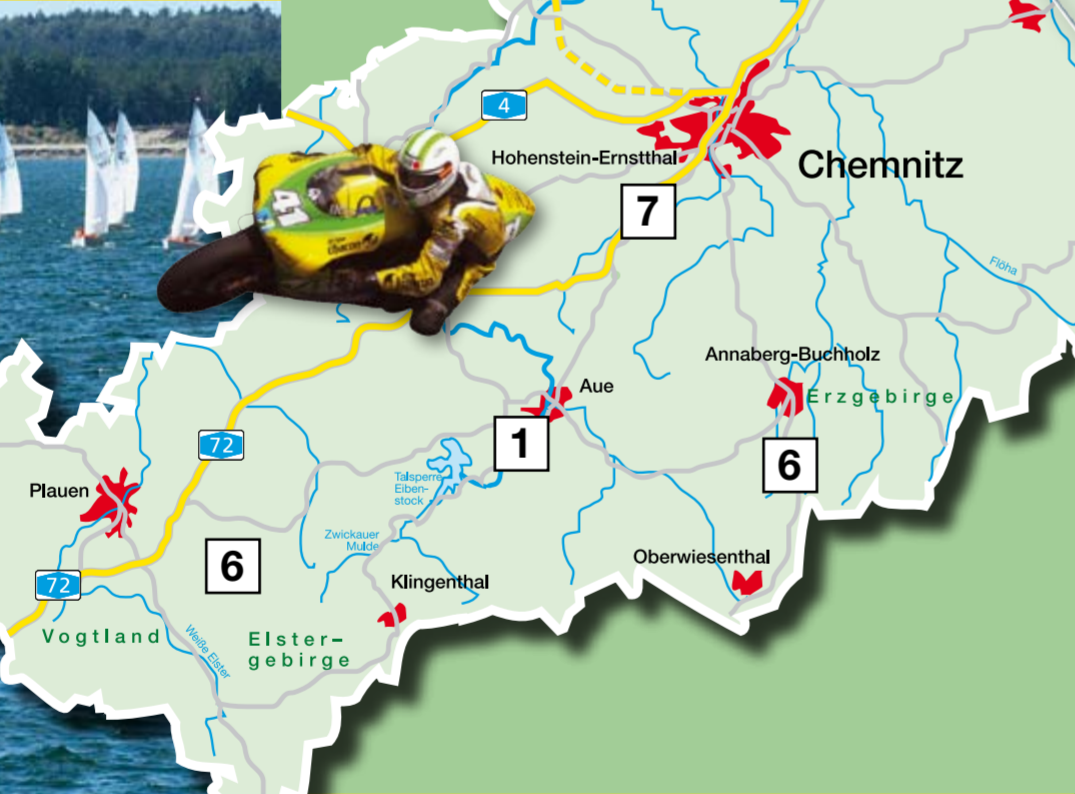 4
Hohenstein-Ernstthal
Chemnitz
7
41
Flöha
Annaberg-Buchholz
Erzgebirge
Aue
1
6
72
Plauen
Talsperre
Eiben-
stock
Zwickauer
Mulde
6
Oberwiesenthal
72
Klingenthal
Vogtland
Weiße Elster
Elster-
gebirge